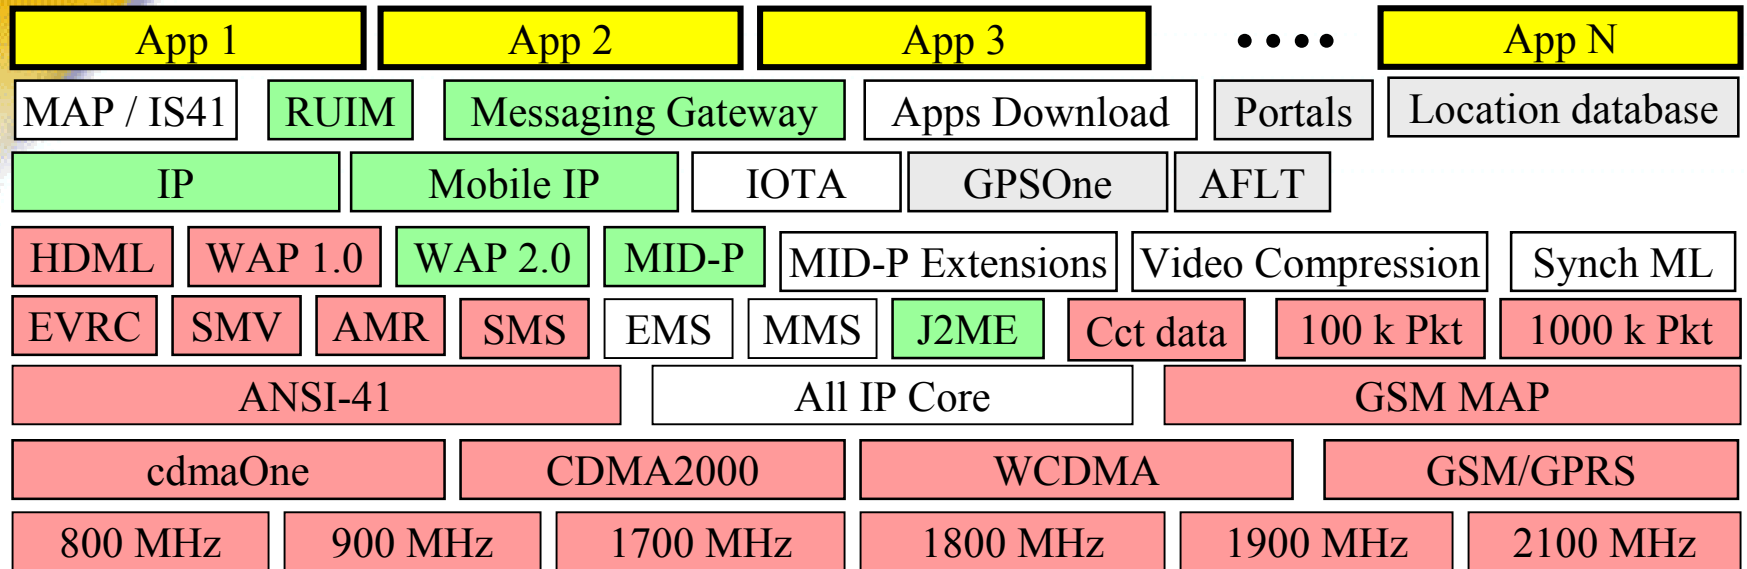 App 1 App 2 App 3 •••• App N
MAP / IS41 RUIM Messaging Gateway Apps Download Portals Location database
IP Mobile IP IOTA GPSOne AFLT
HDML WAP 1.0 WAP 2.0 MID-P MID-P Extensions Video Compression Synch ML
EVRC SMV AMR SMS EMS MMS J2ME Cct data 100 k Pkt 1000 k Pkt
ANSI-41 All IP Core GSM MAP
cdmaOne CDMA2000 WCDMA GSM/GPRS
800 MHz 900 MHz 1700 MHz 1800 MHz 1900 MHz 2100 MHz